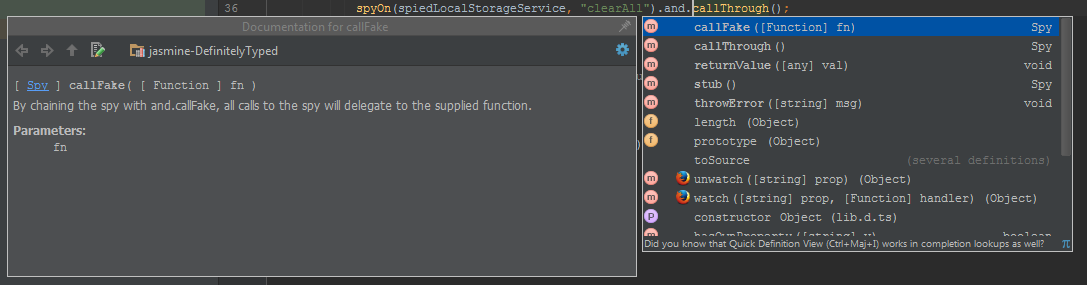 36 spyOn(spiedLocalStorageService, "clearAll").and.callThrough();
Documentation for callFake
jasmine-DefinitelyTyped
[ Spy ] callFake( [ Function ] fn )
By chaining the spy with and.callFake, all calls to the spy will delegate to the supplied function.
Parameters:
fn
callFake([Function] fn) Spy
callThrough() Spy
returnValue([any] val) void
stub() Spy
throwError([string] msg) void
length (Object)
prototype (Object)
toSource (several definitions)
unwatch([string] prop) (Object)
watch([string] prop, [Function] handler) (Object)
constructor Object (lib.d.ts)
hasOwnProperty([string] v) boolean
Did you know that Quick Definition View (Ctrl+Maj+I) works in completion lookups as well? π